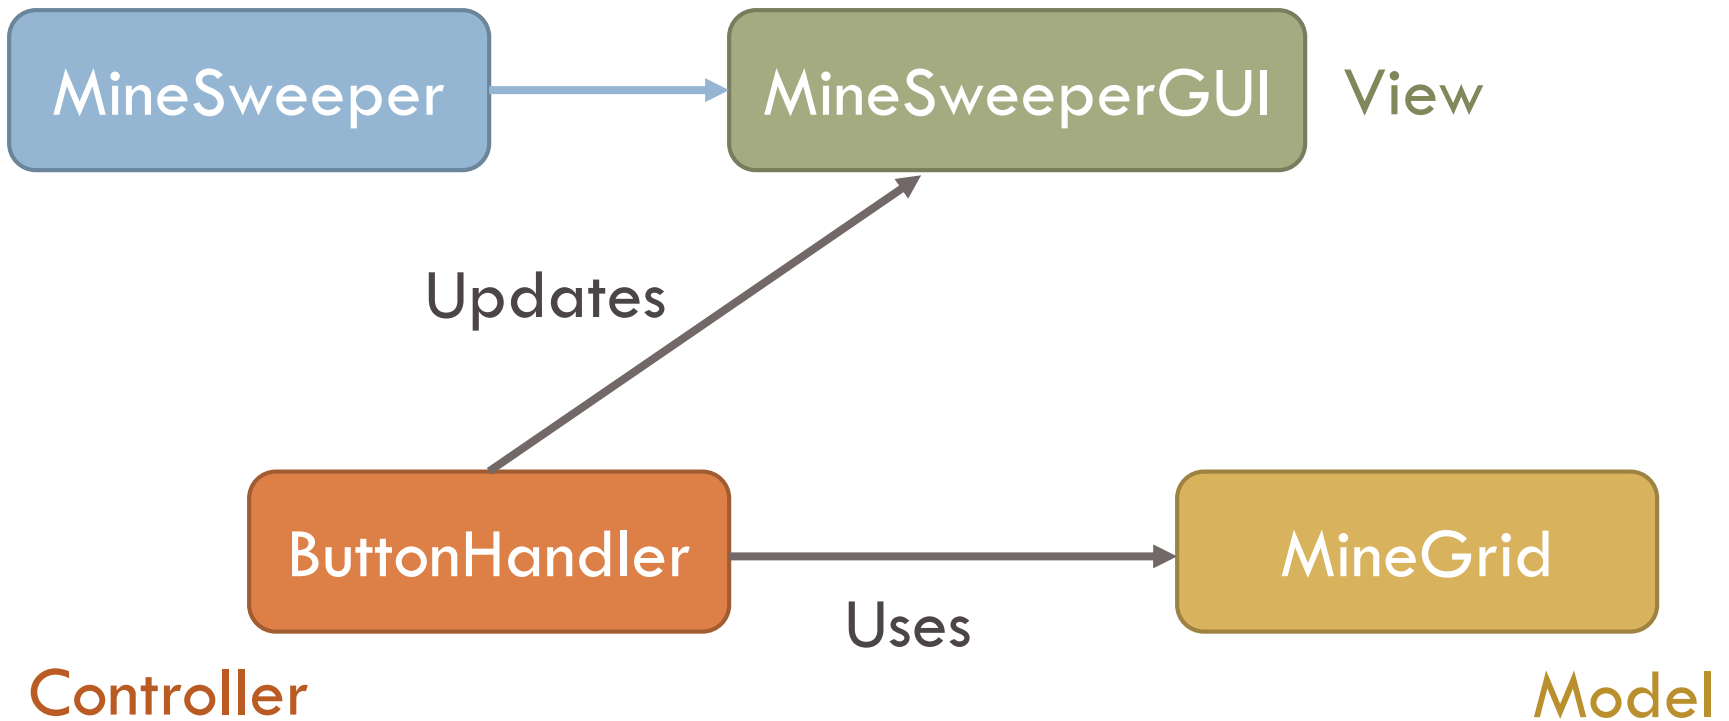 MineSweeper
MineSweeperGUI
View
Updates
ButtonHandler
MineGrid
Uses
Controller
Model